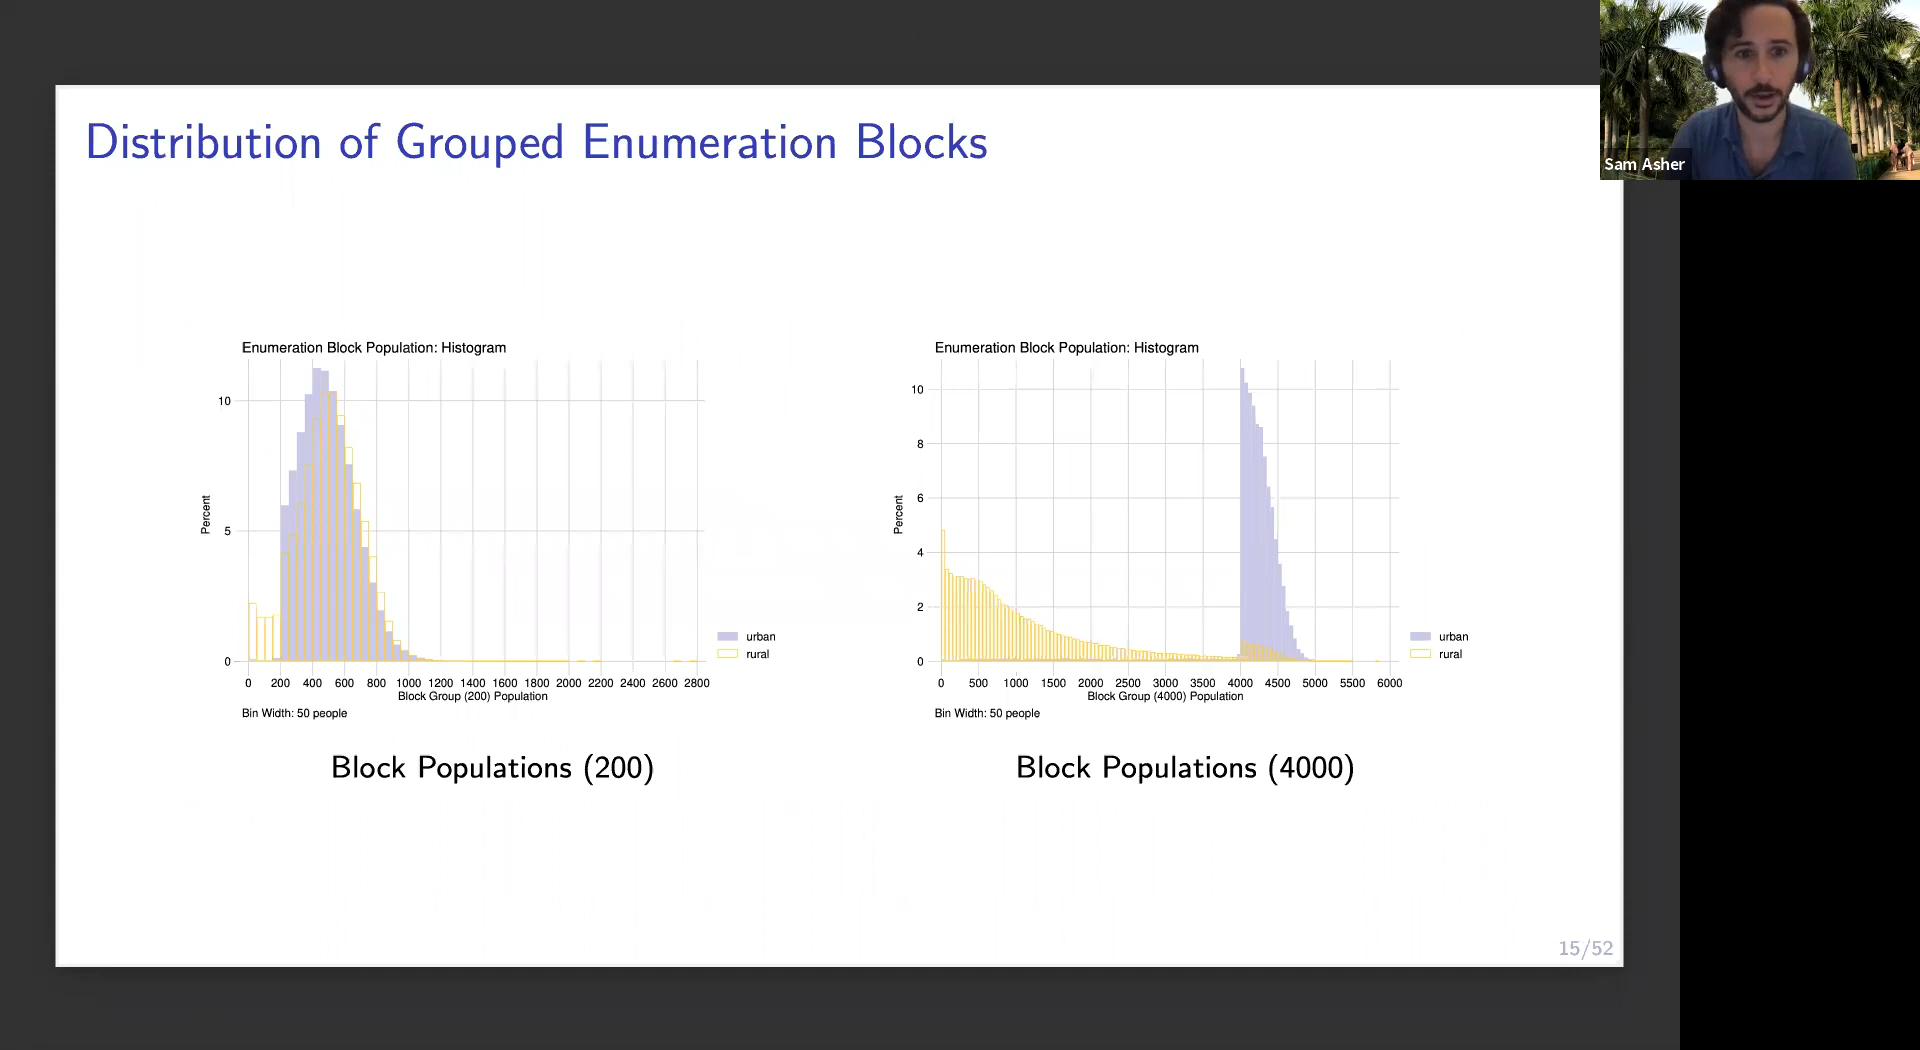 Sam Asher
Distribution of Grouped Enumeration Blocks
Enumeration Block Population: Histogram
Percent
10
5
0
0 200 400 600 800 1000 1200 1400 1600 1800 2000 2200 2400 2600 2800
Block Group (200) Population
Bin Width: 50 people
urban
rural
Block Populations (200)
Enumeration Block Population: Histogram
Percent
10
8
6
4
2
0
0 500 1000 1500 2000 2500 3000 3500 4000 4500 5000 5500 6000
Block Group (4000) Population
Bin Width: 50 people
urban
rural
Block Populations (4000)
15/52